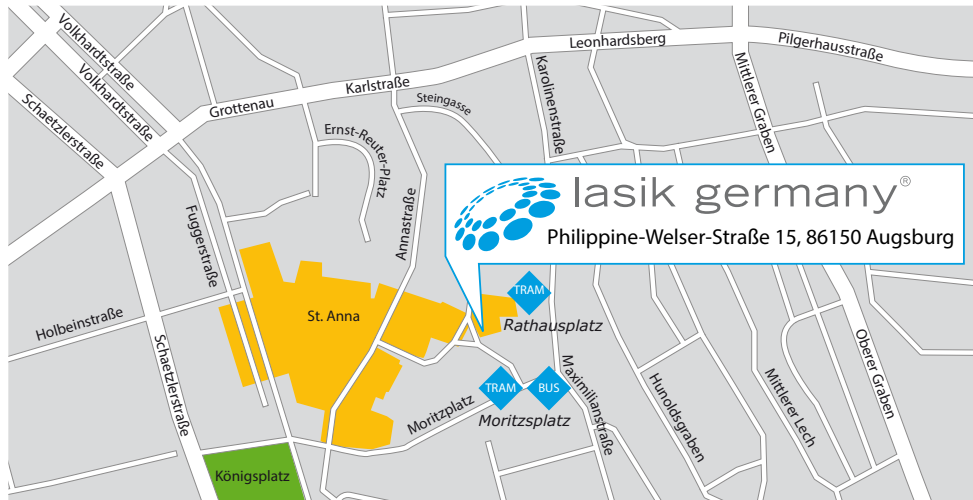 Volkhardtstraße
Volkhardtstraße
Schaetzlerstraße
Grottenau
Karlstraße
Leonhardsberg
Pilgerhausstraße
Mittlerer Graben
Karolinenstraße
Steingasse
Ernst-Reuter-Platz
Annastraße
Fuggerstraße
lasik germany®
Philippine-Welser-Straße 15, 86150 Augsburg
TRAM
Rathausplatz
St. Anna
Holbeinstraße
Schaetzlerstraße
TRAM
BUS
Moritzsplatz
Moritzplatz
Maximilianstraße
Hunoldsgraben
Mittlerer Lech
Oberer Graben
Königsplatz